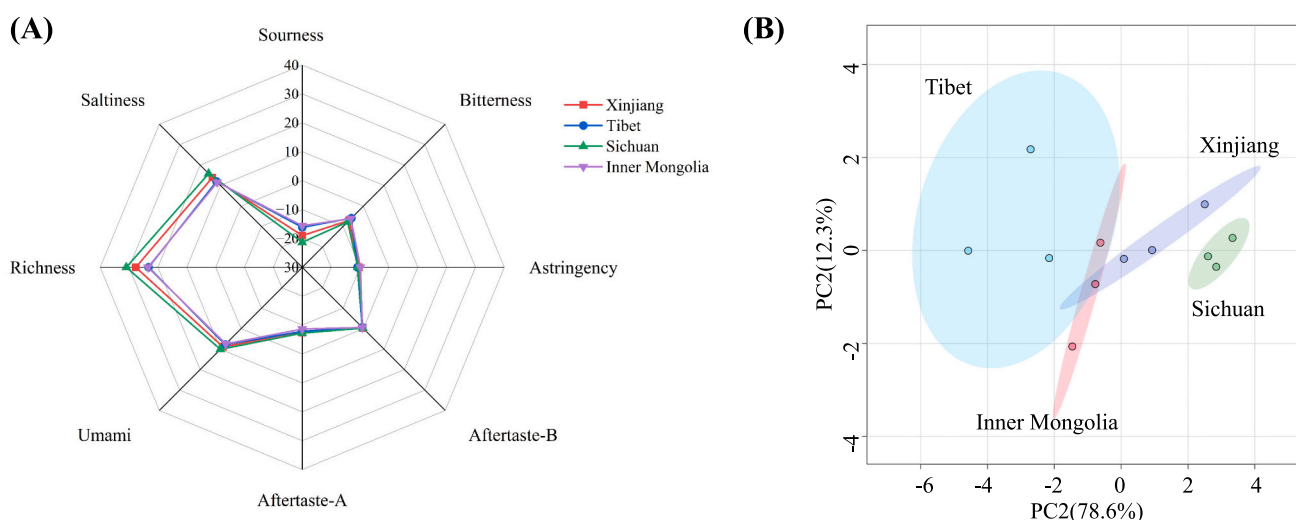 (A)
Sourness
Bitterness
Astringency
Aftertaste-B
Aftertaste-A
Umami
Richness
Saltiness
40
30
20
10
0
−10
−20
30
Xinjiang
Tibet
Sichuan
Inner Mongolia
(B)
Tibet
Xinjiang
Sichuan
Inner Mongolia
PC2(12.3%)
4
2
0
-2
-4
-6
-4
-2
0
2
4
PC2(78.6%)